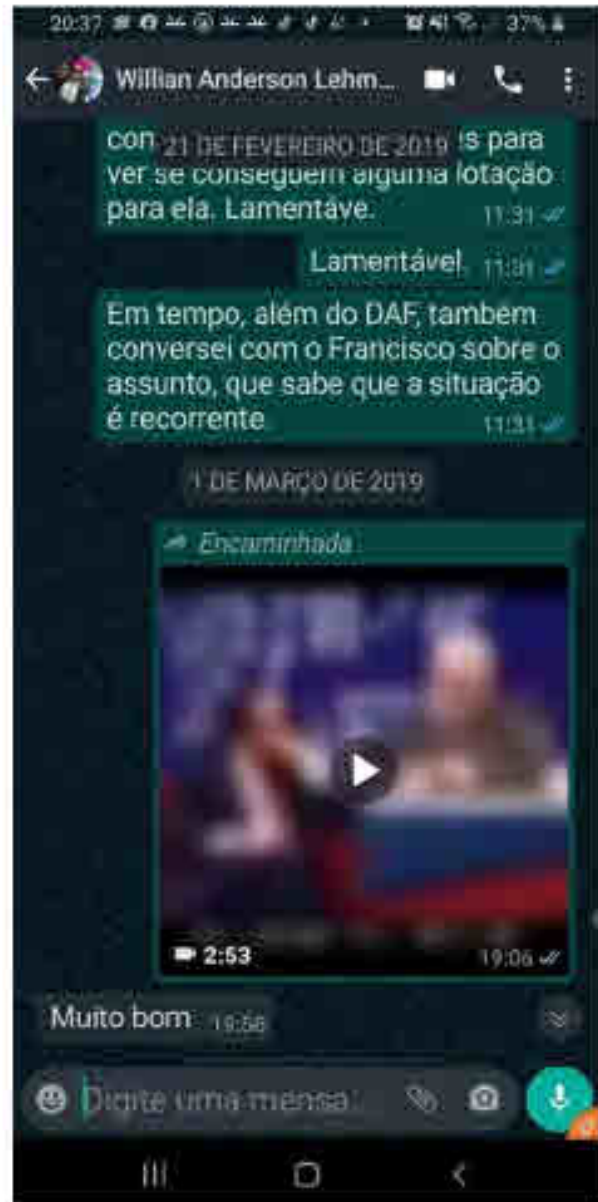 20:37 37%
Willian Anderson Lehm...
con 21 DE FEVEREIRO DE 2019 s para
ver se conseguem alguma lotação
para ela. Lamentáve. 11:31
Lamentável. 11:31
Em tempo, além do DAF, também
conversei com o Francisco sobre o
assunto, que sabe que a situação
é recorrente 11:31
1 DE MARÇO DE 2019
Encaminhada
2:53 19:06
Muito bom 19:56
Digite uma mensa...